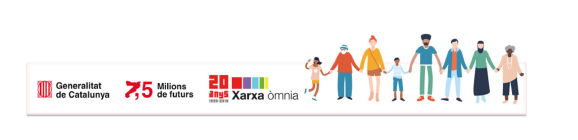 Generalitat
de Catalunya
7,5
Milions
de futurs
20
anys
Xarxa òmnia